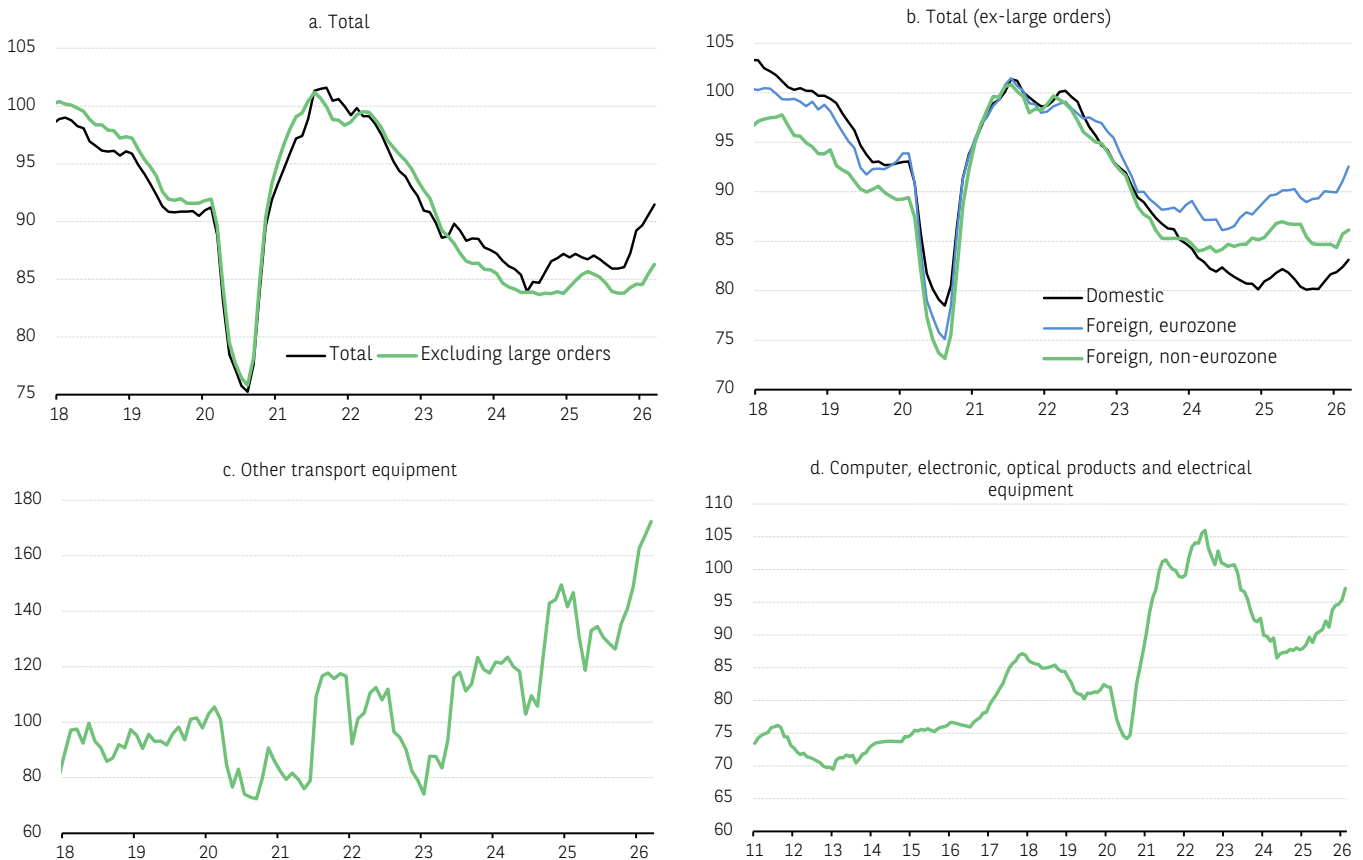 a. Total
105
100
95
90
85
80
75
Total Excluding large orders
18 19 20 21 22 23 24 25 26
b. Total (ex-large orders)
105
100
95
90
85
80
75
70
Domestic
Foreign, eurozone
Foreign, non-eurozone
18 19 20 21 22 23 24 25 26
c. Other transport equipment
180
160
140
120
100
80
60
18 19 20 21 22 23 24 25 26
d. Computer, electronic, optical products and electrical
equipment
110
105
100
95
90
85
80
75
70
65
60
11 12 13 14 15 16 17 18 19 20 21 22 23 24 25 26